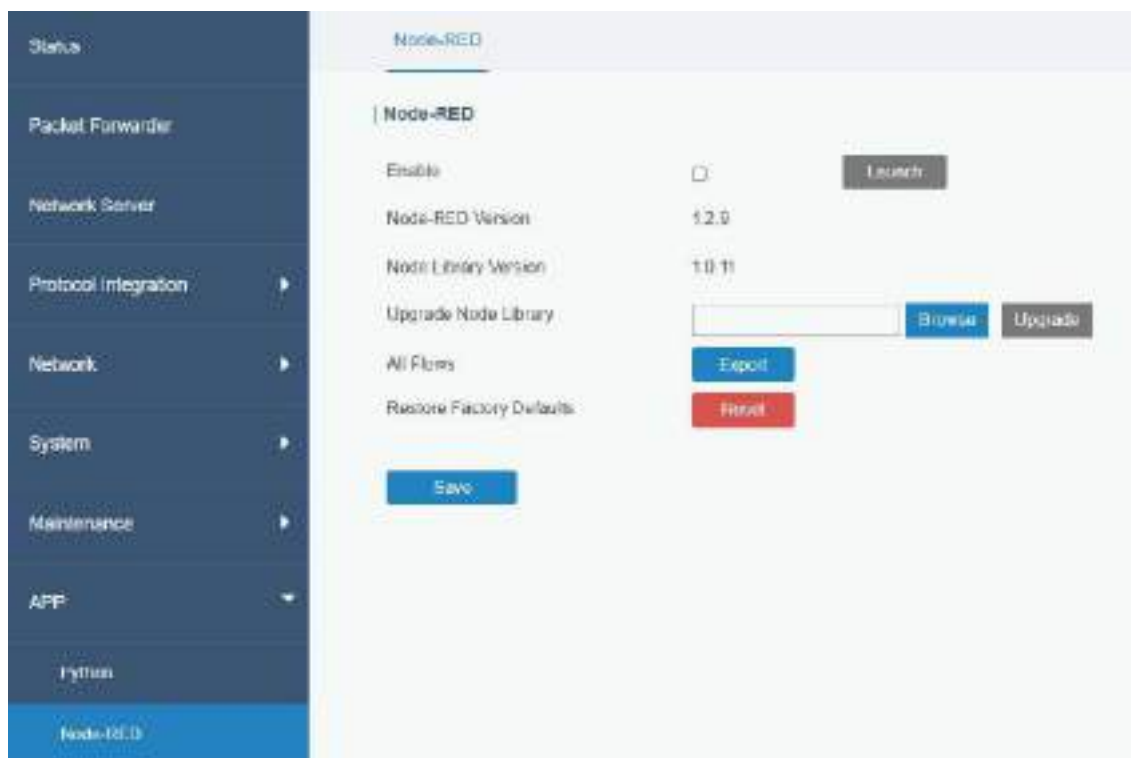 Status
Packet Forwarder
Network Server
Protocol Integration
Network
System
Maintenance
APP
Python
Node-RED
Node-RED
Node-RED
Enable Launch
Node-RED Version 1.2.9
Node Library Version 1.0.11
Upgrade Node Library Browse Upgrade
All Flows Export
Restore Factory Defaults Reset
Save